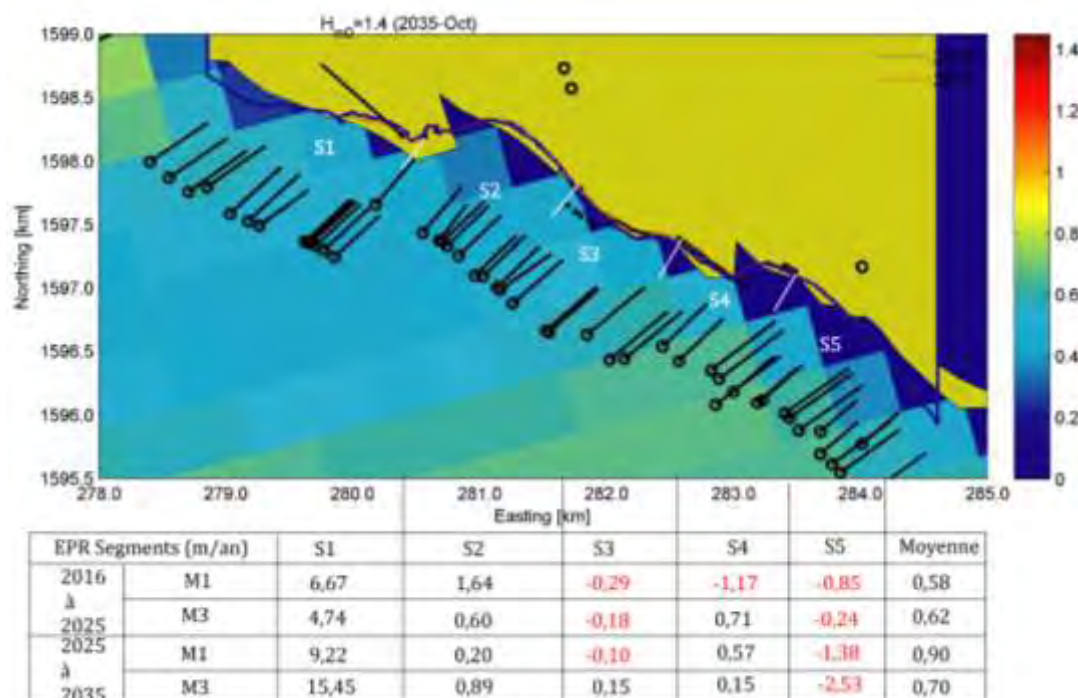 HmO=1.4 (2035-Oct)
1599.0
1598.5
1598.0
1597.5
1597.0
1596.5
1596.0
1595.5
Northing [km]
278.0 279.0 280.0 281.0 282.0 283.0 284.0 285.0
Easting [km]
S1
S2
S3
S4
S5
1.4
1.2
1
0.8
0.6
0.4
0.2
0
EPR Segments (m/an) S1 S2 S3 S4 S5 Moyenne
2016 à 2025 M1 6,67 1,64 -0,29 -1,17 -0,85 0,58
M3 4,74 0,60 -0,18 0,71 -0,24 0,62
2025 à 2035 M1 9,22 0,20 -0,10 0,57 -1,38 0,90
M3 15,45 0,89 0,15 0,15 -2,53 0,70